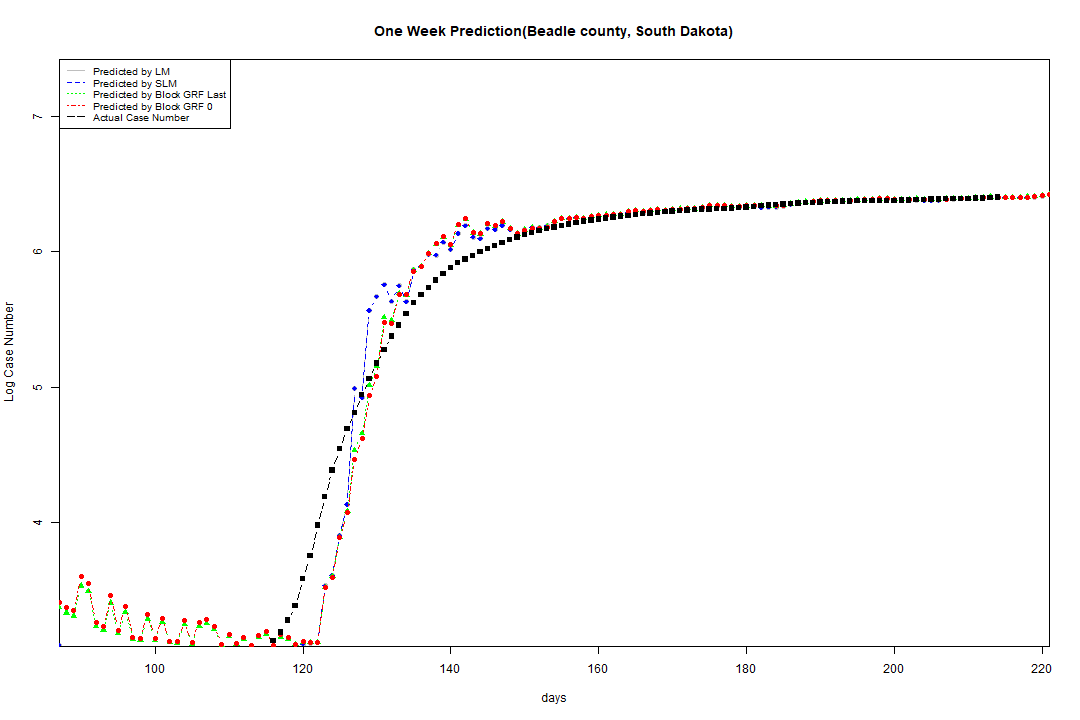 One Week Prediction(Beadle county, South Dakota)
Predicted by LM
Predicted by SLM
Predicted by Block GRF Last
Predicted by Block GRF 0
Actual Case Number
7
6
5
4
Log Case Number
100 120 140 160 180 200 220
days